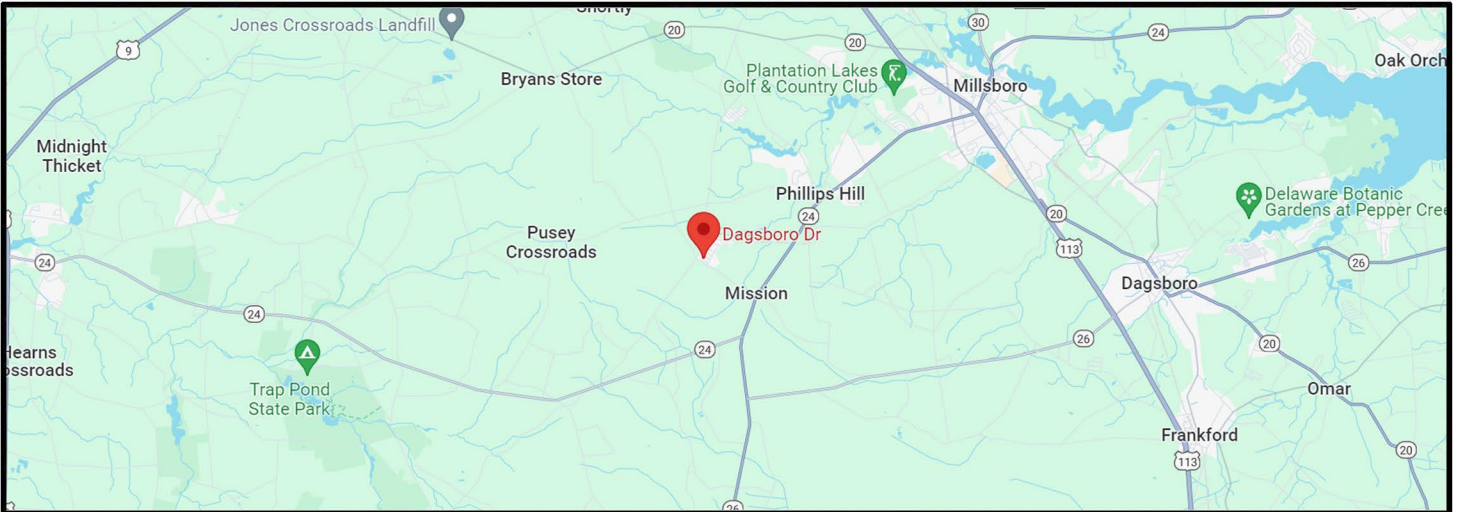 Shortly
Jones Crossroads Landfill
20
30
24
9
20
Oak Orch
Bryans Store
Plantation Lakes
Golf & Country Club
Millsboro
Midnight
Thicket
Phillips Hill
Delaware Botanic
Gardens at Pepper Cree
24
20
Dagsboro Dr
Pusey
Crossroads
113
24
26
Dagsboro
Mission
24
26
20
24
Hearns
ossroads
Trap Pond
State Park
Omar
Frankford
20
113
26